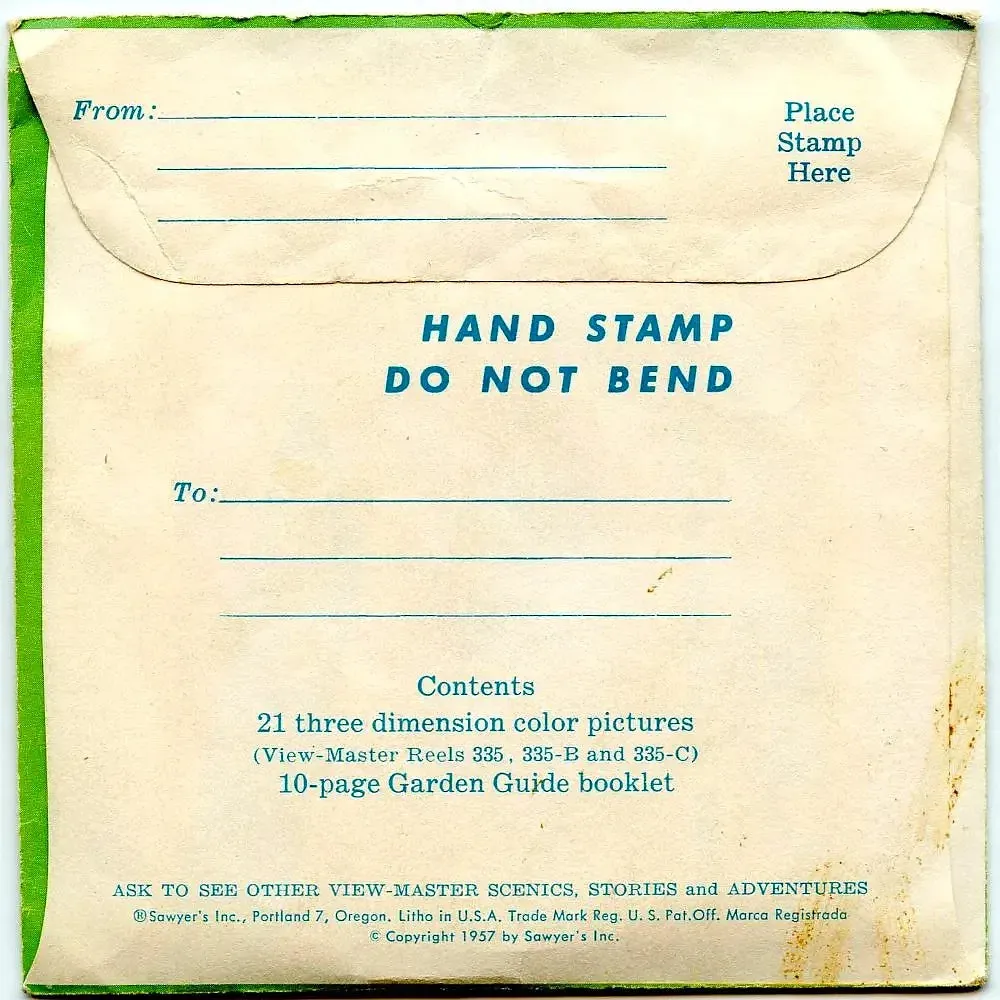 From:
Place
Stamp
Here
HAND STAMP
DO NOT BEND
To:
Contents
21 three dimension color pictures
(View-Master Reels 335, 335-B and 335-C)
10-page Garden Guide booklet
ASK TO SEE OTHER VIEW-MASTER SCENICS, STORIES and ADVENTURES
®Sawyer's Inc., Portland 7, Oregon. Litho in U.S.A. Trade Mark Reg. U. S. Pat.Off. Marca Registrada
© Copyright 1957 by Sawyer's Inc.